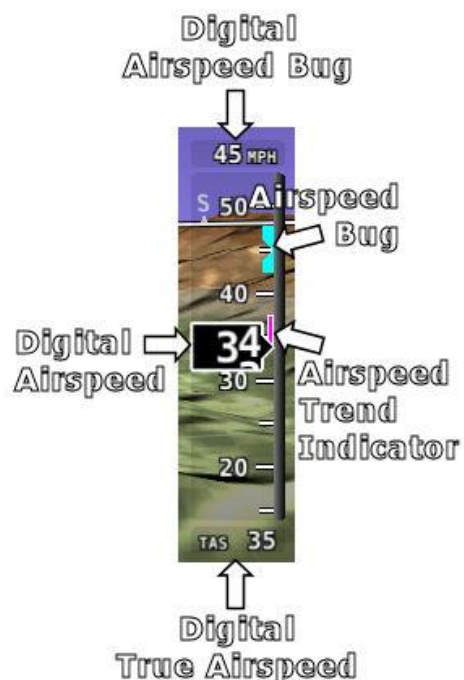 Digital
Airspeed Bug
45 MPH
S 50
Airspeed
Bug
40
Digital
Airspeed
34
30
Airspeed
Trend
Indicator
20
TAS 35
Digital
True Airspeed